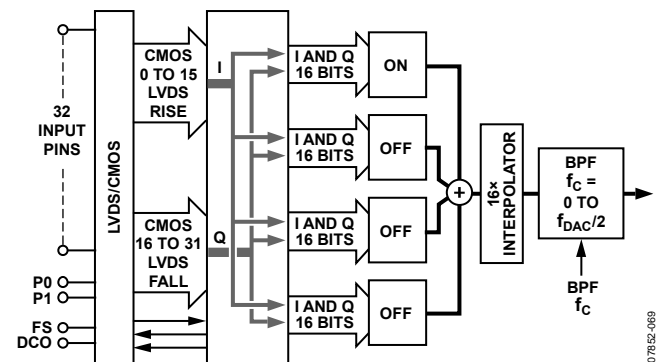 32
INPUT
PINS
P0
P1
FS
DCO
LVDS/CMOS
CMOS
0 TO 15
LVDS
RISE
CMOS
16 TO 31
LVDS
FALL
I
Q
I AND Q
16 BITS
ON
I AND Q
16 BITS
OFF
I AND Q
16 BITS
OFF
I AND Q
16 BITS
OFF
+
16×
INTERPOLATOR
BPF
fC =
0 TO
fDAC/2
BPF
fC
07852-069